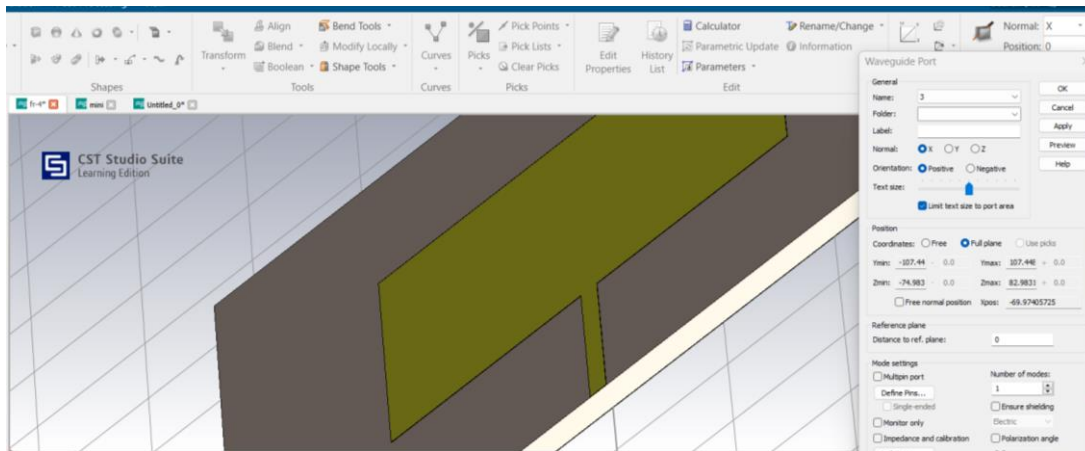 Align
Blend
Boolean
Transform
Bend Tools
Modify Locally
Shape Tools
Curves
Picks
Pick Points
Pick Lists
Clear Picks
Edit
Properties
History
List
Calculator
Parametric Update
Parameters
Rename/Change
Information
Normal: X
Position: 0
Shapes
Tools
Curves
Picks
Edit
fr-4*
mini
Untitled_0*
CST Studio Suite
Learning Edition
Waveguide Port
General
Name: 3
Folder:
Label:
Normal: X Y Z
Orientation: Positive Negative
Text size:
Limit text size to port area
OK
Cancel
Apply
Preview
Help
Position
Coordinates: Free Full plane Use picks
Ymin: -107.44 - 0.0 Ymax: 107.448 + 0.0
Zmin: -74.983 - 0.0 Zmax: 82.9831 + 0.0
Free normal position Xpos: -69.97405725
Reference plane
Distance to ref. plane: 0
Mode settings
Multipin port Number of modes:
Define Pins... 1
Single-ended Ensure shielding
Monitor only Electric
Impedance and calibration Polarization angle